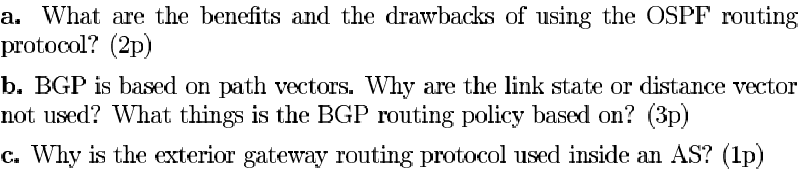 a. What are the benefits and the drawbacks of using the OSPF routing
protocol? (2p)
b. BGP is based on path vectors. Why are the link state or distance vector
not used? What things is the BGP routing policy based on? (3p)
c. Why is the exterior gateway routing protocol used inside an AS? (1p)